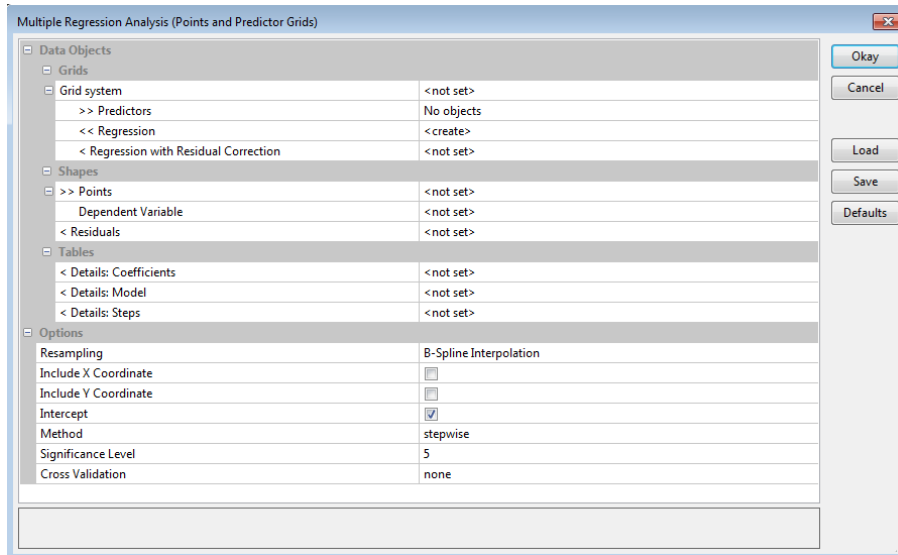 Multiple Regression Analysis (Points and Predictor Grids)
Data Objects
Okay
Grids
Grid system <not set>
Cancel
>> Predictors No objects
<< Regression <create>
< Regression with Residual Correction <not set>
Load
Shapes
>> Points <not set>
Save
Dependent Variable <not set>
Defaults
< Residuals <not set>
Tables
< Details: Coefficients <not set>
< Details: Model <not set>
< Details: Steps <not set>
Options
Resampling B-Spline Interpolation
Include X Coordinate
Include Y Coordinate
Intercept
Method stepwise
Significance Level 5
Cross Validation none